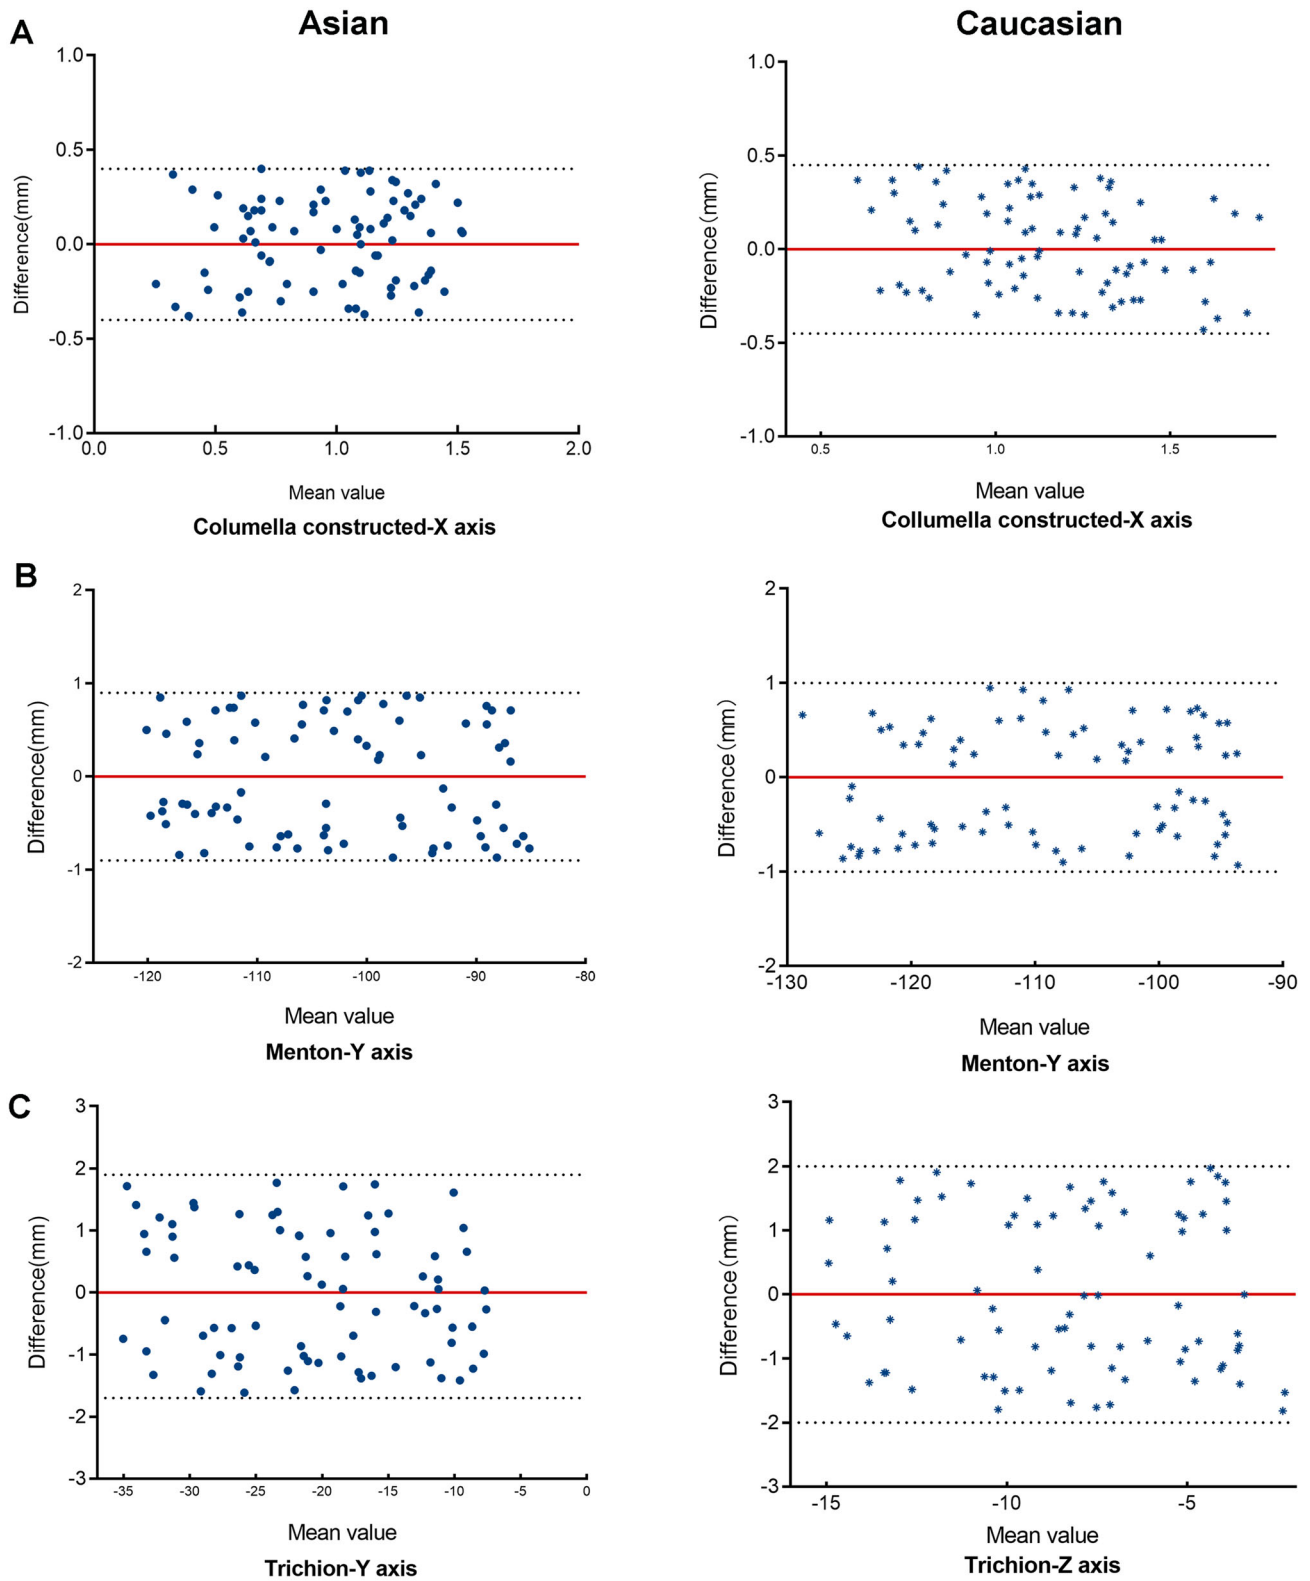 Asian
Caucasian
A
1.0
0.5
0.0
-0.5
-1.0
Difference(mm)
0.0 0.5 1.0 1.5 2.0
Mean value
Columella constructed-X axis
1.0
0.5
0.0
-0.5
-1.0
Difference(mm)
0.5 1.0 1.5
Mean value
Collumella constructed-X axis
B
2
1
0
-1
-2
Difference(mm)
-120 -110 -100 -90 -80
Mean value
Menton-Y axis
2
1
0
-1
-2
Difference(mm)
-130 -120 -110 -100 -90
Mean value
Menton-Y axis
C
3
2
1
0
-1
-2
-3
Difference(mm)
-35 -30 -25 -20 -15 -10 -5 0
Mean value
Trichion-Y axis
3
2
1
0
-1
-2
-3
Difference(mm)
-15 -10 -5
Mean value
Trichion-Z axis